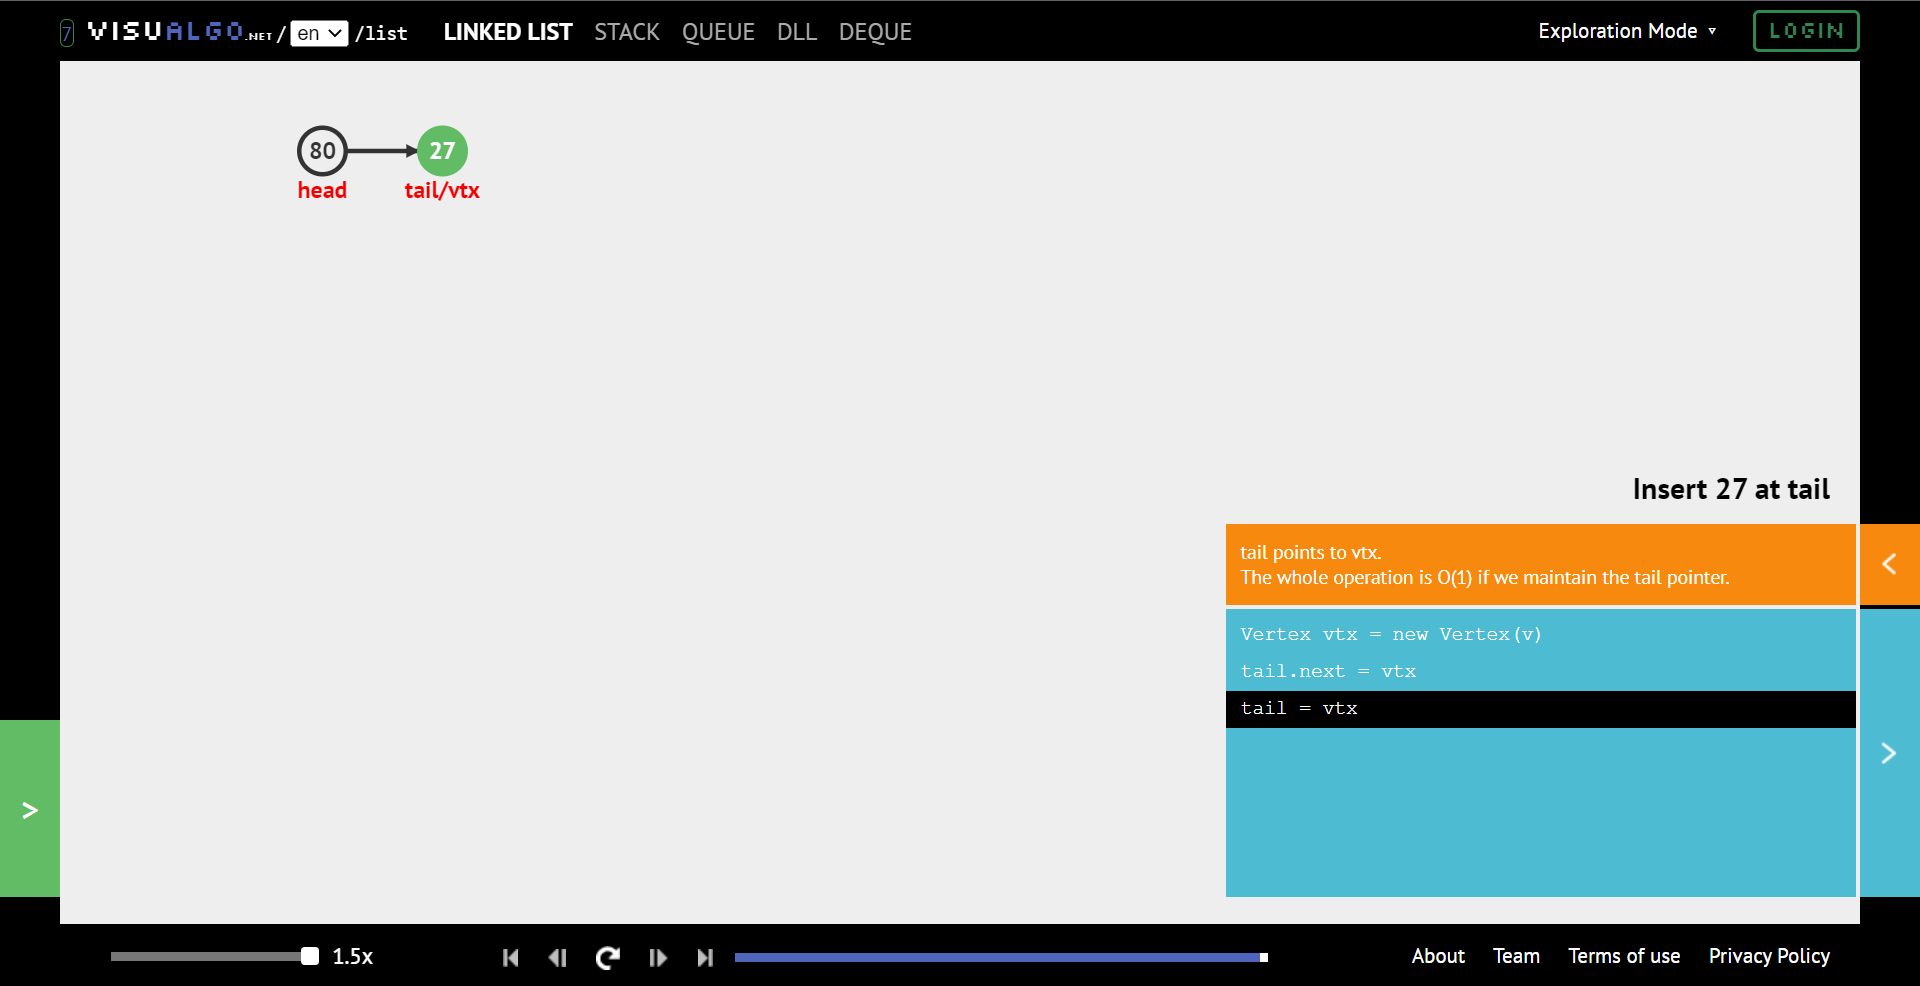 7 VISUALGO.NET / en /list LINKED LIST STACK QUEUE DLL DEQUE Exploration Mode ▾ LOGIN
80 27
head tail/vtx
Insert 27 at tail
tail points to vtx.
The whole operation is O(1) if we maintain the tail pointer.
Vertex vtx = new Vertex(v)
tail.next = vtx
tail = vtx
1.5x About Team Terms of use Privacy Policy